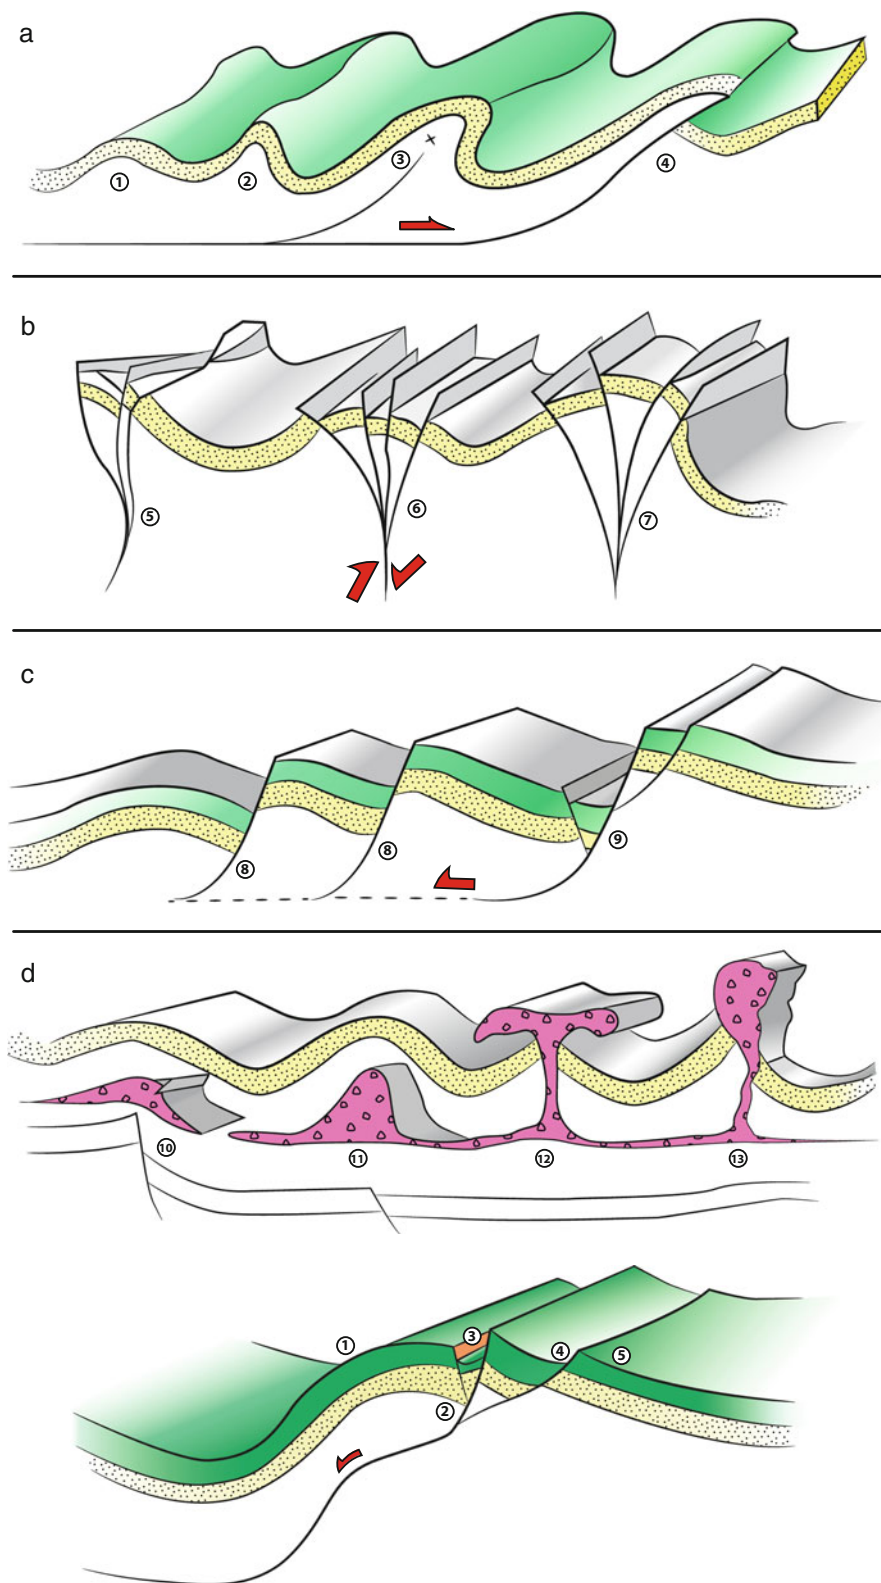 a
① ② ③ ④
b
⑤ ⑥ ⑦
c
⑧ ⑧ ⑨
d
⑩ ⑪ ⑫ ⑬
① ② ③ ④ ⑤